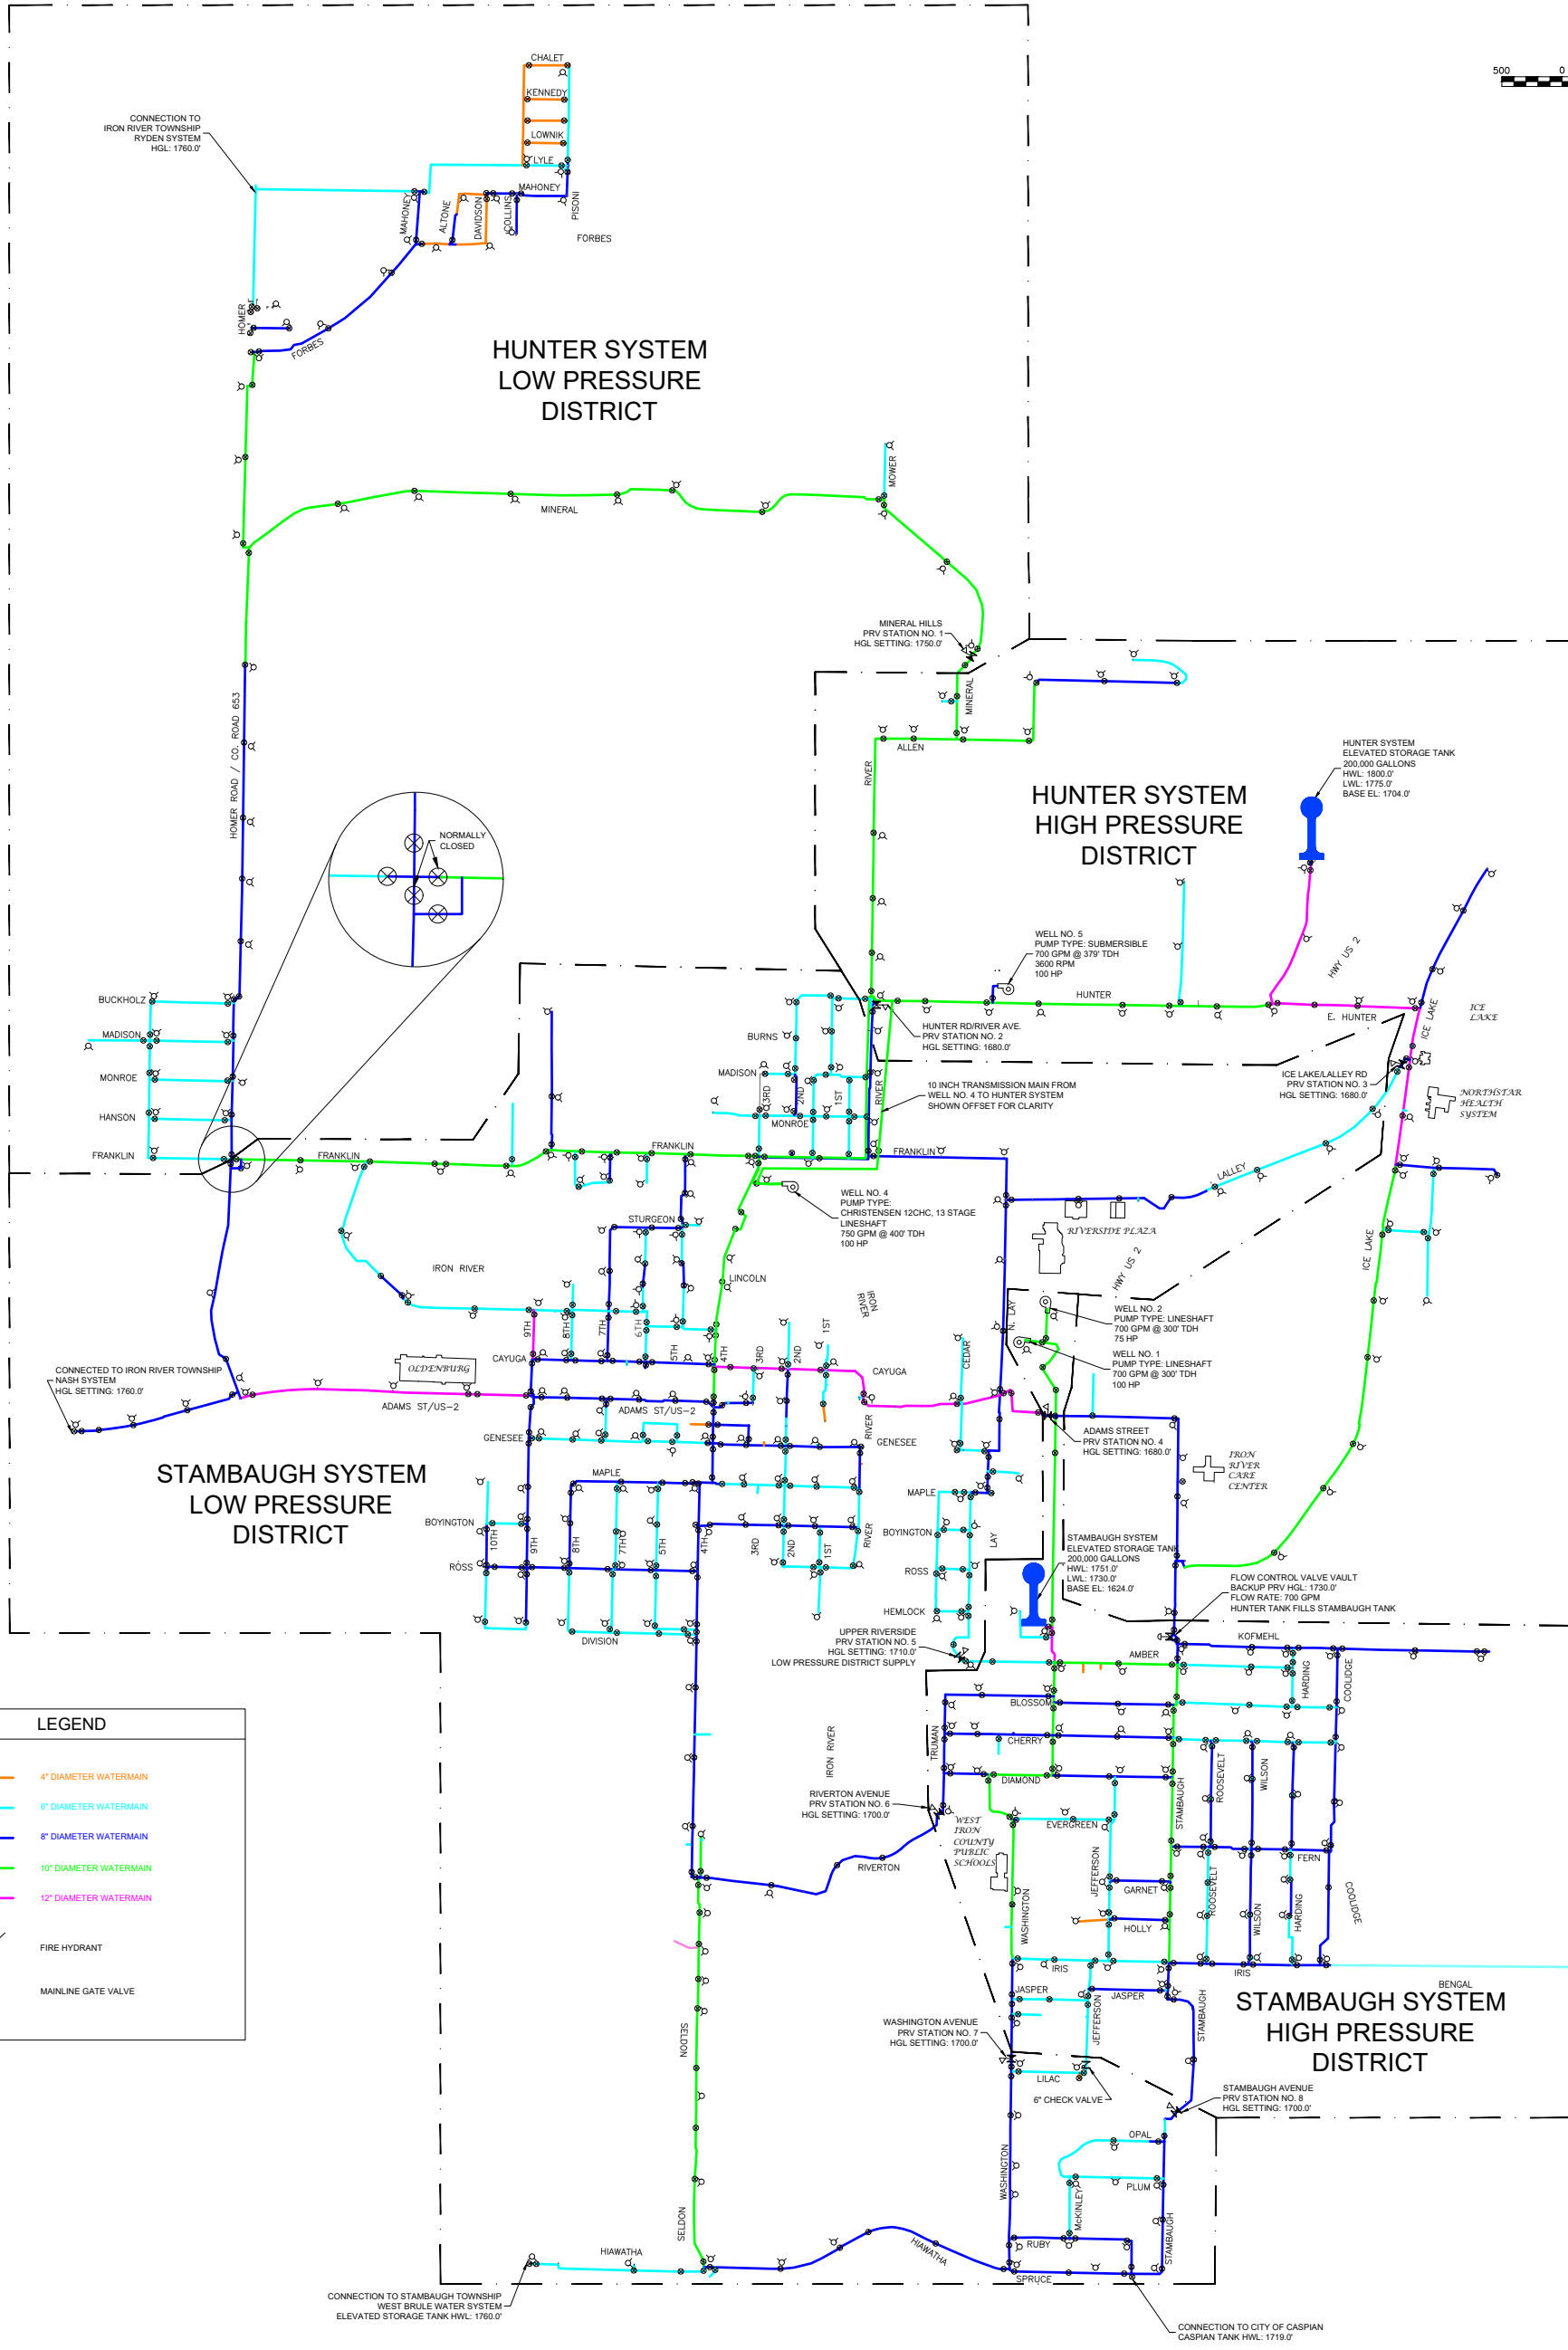 500 0
CHALET
KENNEDY
LOWNIK
LYLE
MAHONEY
PISONI
MAHONEY
ALTONE
DAVIDSON
COLLINS
FORBES
CONNECTION TO
IRON RIVER TOWNSHIP
RYDEN SYSTEM
HGL: 1760.0'
HOMER
FORBES
HUNTER SYSTEM
LOW PRESSURE
DISTRICT
MOWER
MINERAL
MINERAL HILLS
PRV STATION NO. 1
HGL SETTING: 1750.0'
MINERAL
ALLEN
RIVER
HOMER ROAD / CO. ROAD 653
NORMALLY
CLOSED
HUNTER SYSTEM
ELEVATED STORAGE TANK
200,000 GALLONS
HWL: 1800.0'
LWL: 1775.0'
BASE EL: 1704.0'
HUNTER SYSTEM
HIGH PRESSURE
DISTRICT
WELL NO. 5
PUMP TYPE: SUBMERSIBLE
700 GPM @ 379' TDH
3600 RPM
100 HP
HWY US 2
HUNTER
E. HUNTER
ICE LAKE
ICE
LAKE
BUCKHOLZ
MADISON
MONROE
HANSON
FRANKLIN
FRANKLIN
HUNTER RD/RIVER AVE.
PRV STATION NO. 2
HGL SETTING: 1680.0'
BURNS
MADISON
3RD
2ND
1ST
MONROE
RIVER
10 INCH TRANSMISSION MAIN FROM
WELL NO. 4 TO HUNTER SYSTEM
SHOWN OFFSET FOR CLARITY
ICE LAKE/LALLEY RD
PRV STATION NO. 3
HGL SETTING: 1680.0'
NORTHSTAR
HEALTH
SYSTEM
FRANKLIN
FRANKLIN
LALLEY
WELL NO. 4
PUMP TYPE:
CHRISTENSEN 12CHC, 13 STAGE
LINESHAFT
750 GPM @ 400' TDH
100 HP
RIVERSIDE PLAZA
HWY US 2
ICE LAKE
STURGEON
IRON RIVER
LINCOLN
IRON
RIVER
N. LAY
WELL NO. 2
PUMP TYPE: LINESHAFT
700 GPM @ 300' TDH
75 HP
WELL NO. 1
PUMP TYPE: LINESHAFT
700 GPM @ 300' TDH
100 HP
9TH
8TH
7TH
6TH
5TH
4TH
3RD
2ND
1ST
CAYUGA
CAYUGA
CEDAR
OLDENBURG
CONNECTED TO IRON RIVER TOWNSHIP
NASH SYSTEM
HGL SETTING: 1760.0'
ADAMS ST/US-2
ADAMS ST/US-2
RIVER
GENESEE
GENESEE
ADAMS STREET
PRV STATION NO. 4
HGL SETTING: 1680.0'
IRON
RIVER
CARE
CENTER
STAMBAUGH SYSTEM
LOW PRESSURE
DISTRICT
MAPLE
MAPLE
BOYINGTON
BOYINGTON
10TH
9TH
8TH
7TH
5TH
4TH
3RD
2ND
1ST
RIVER
LAY
ROSS
ROSS
HEMLOCK
DIVISION
STAMBAUGH SYSTEM
ELEVATED STORAGE TANK
200,000 GALLONS
HWL: 1751.0'
LWL: 1730.0'
BASE EL: 1624.0'
FLOW CONTROL VALVE VAULT
BACKUP PRV HGL: 1730.0'
FLOW RATE: 700 GPM
HUNTER TANK FILLS STAMBAUGH TANK
UPPER RIVERSIDE
PRV STATION NO. 5
HGL SETTING: 1710.0'
LOW PRESSURE DISTRICT SUPPLY
KOFMEHL
AMBER
HARDING
COOLIDGE
BLOSSOM
TRUMAN
IRON RIVER
CHERRY
DIAMOND
STAMBAUGH
ROOSEVELT
WILSON
RIVERTON AVENUE
PRV STATION NO. 6
HGL SETTING: 1700.0'
WEST
IRON
COUNTY
PUBLIC
SCHOOLS
EVERGREEN
RIVERTON
FERN
JEFFERSON
GARNET
ROOSEVELT
HOLLY
WASHINGTON
WILSON
HARDING
COOLIDGE
IRIS
IRIS
JASPER
JASPER
JEFFERSON
STAMBAUGH
BENGAL
STAMBAUGH SYSTEM
HIGH PRESSURE
DISTRICT
LEGEND
4" DIAMETER WATERMAIN
6" DIAMETER WATERMAIN
8" DIAMETER WATERMAIN
10" DIAMETER WATERMAIN
12" DIAMETER WATERMAIN
FIRE HYDRANT
MAINLINE GATE VALVE
SELDON
WASHINGTON AVENUE
PRV STATION NO. 7
HGL SETTING: 1700.0'
LILAC
6" CHECK VALVE
STAMBAUGH AVENUE
PRV STATION NO. 8
HGL SETTING: 1700.0'
OPAL
PLUM
WASHINGTON
McKINLEY
SELDON
HIAWATHA
HIAWATHA
RUBY
STAMBAUGH
SPRUCE
CONNECTION TO STAMBAUGH TOWNSHIP
WEST BRULE WATER SYSTEM
ELEVATED STORAGE TANK HWL: 1760.0'
CONNECTION TO CITY OF CASPIAN
CASPIAN TANK HWL: 1719.0'